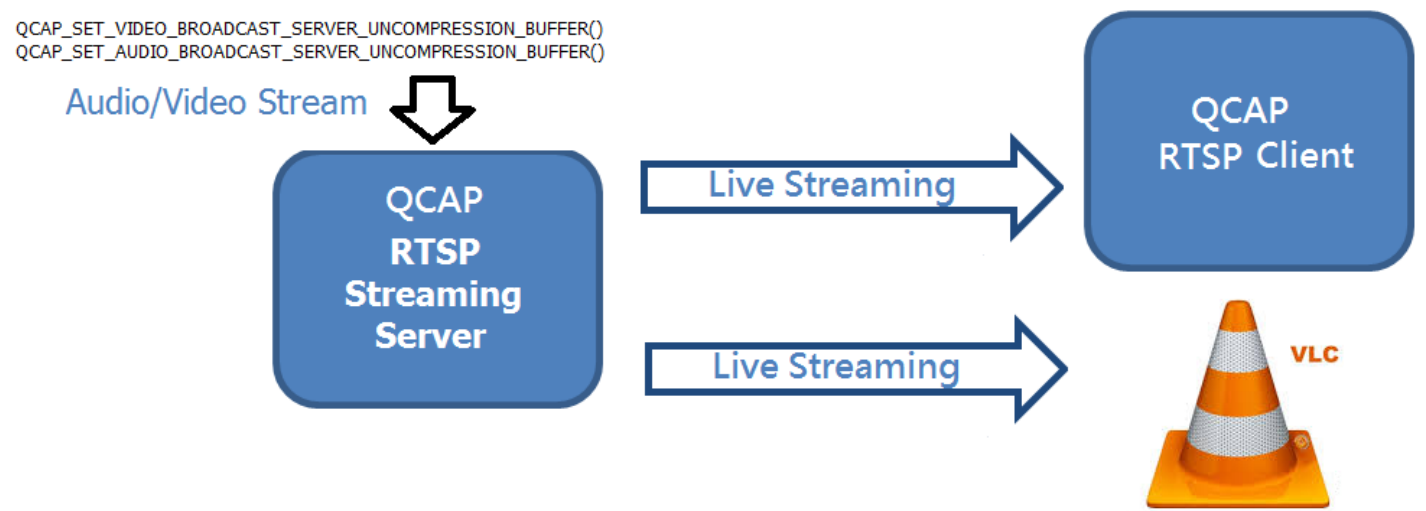 QCAP_SET_VIDEO_BROADCAST_SERVER_UNCOMPRESSION_BUFFER()
QCAP_SET_AUDIO_BROADCAST_SERVER_UNCOMPRESSION_BUFFER()
Audio/Video Stream
QCAP
RTSP
Streaming
Server
Live Streaming
Live Streaming
QCAP
RTSP Client
VLC